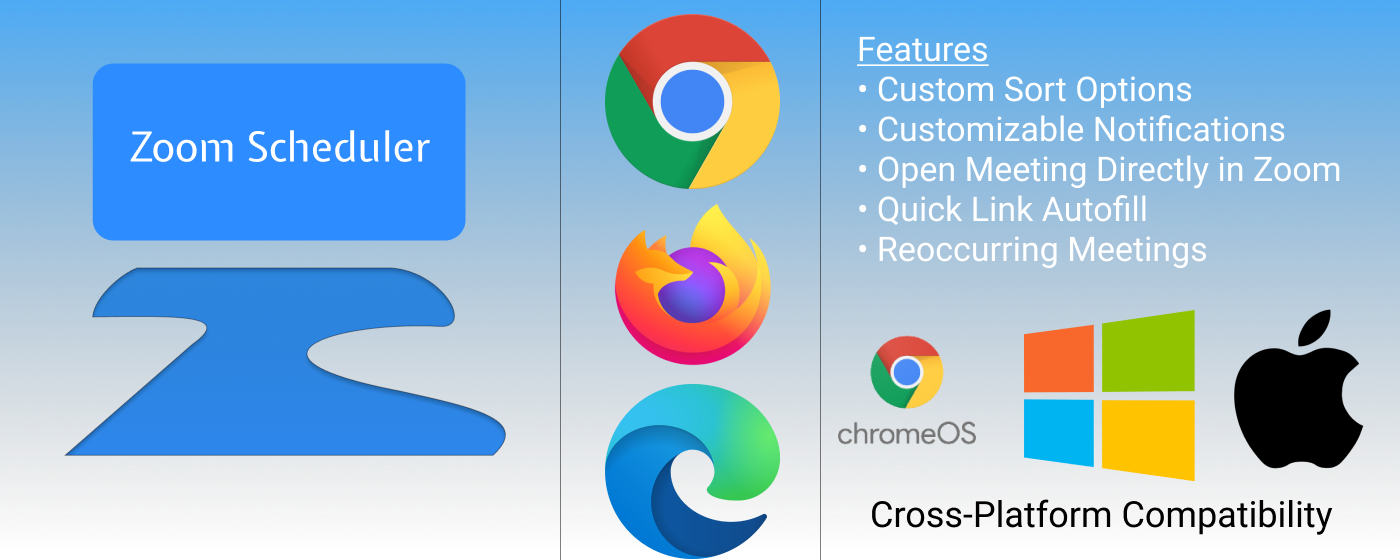 Zoom Scheduler
Features
• Custom Sort Options
• Customizable Notifications
• Open Meeting Directly in Zoom
• Quick Link Autofill
• Reoccurring Meetings
chromeOS
Cross-Platform Compatibility